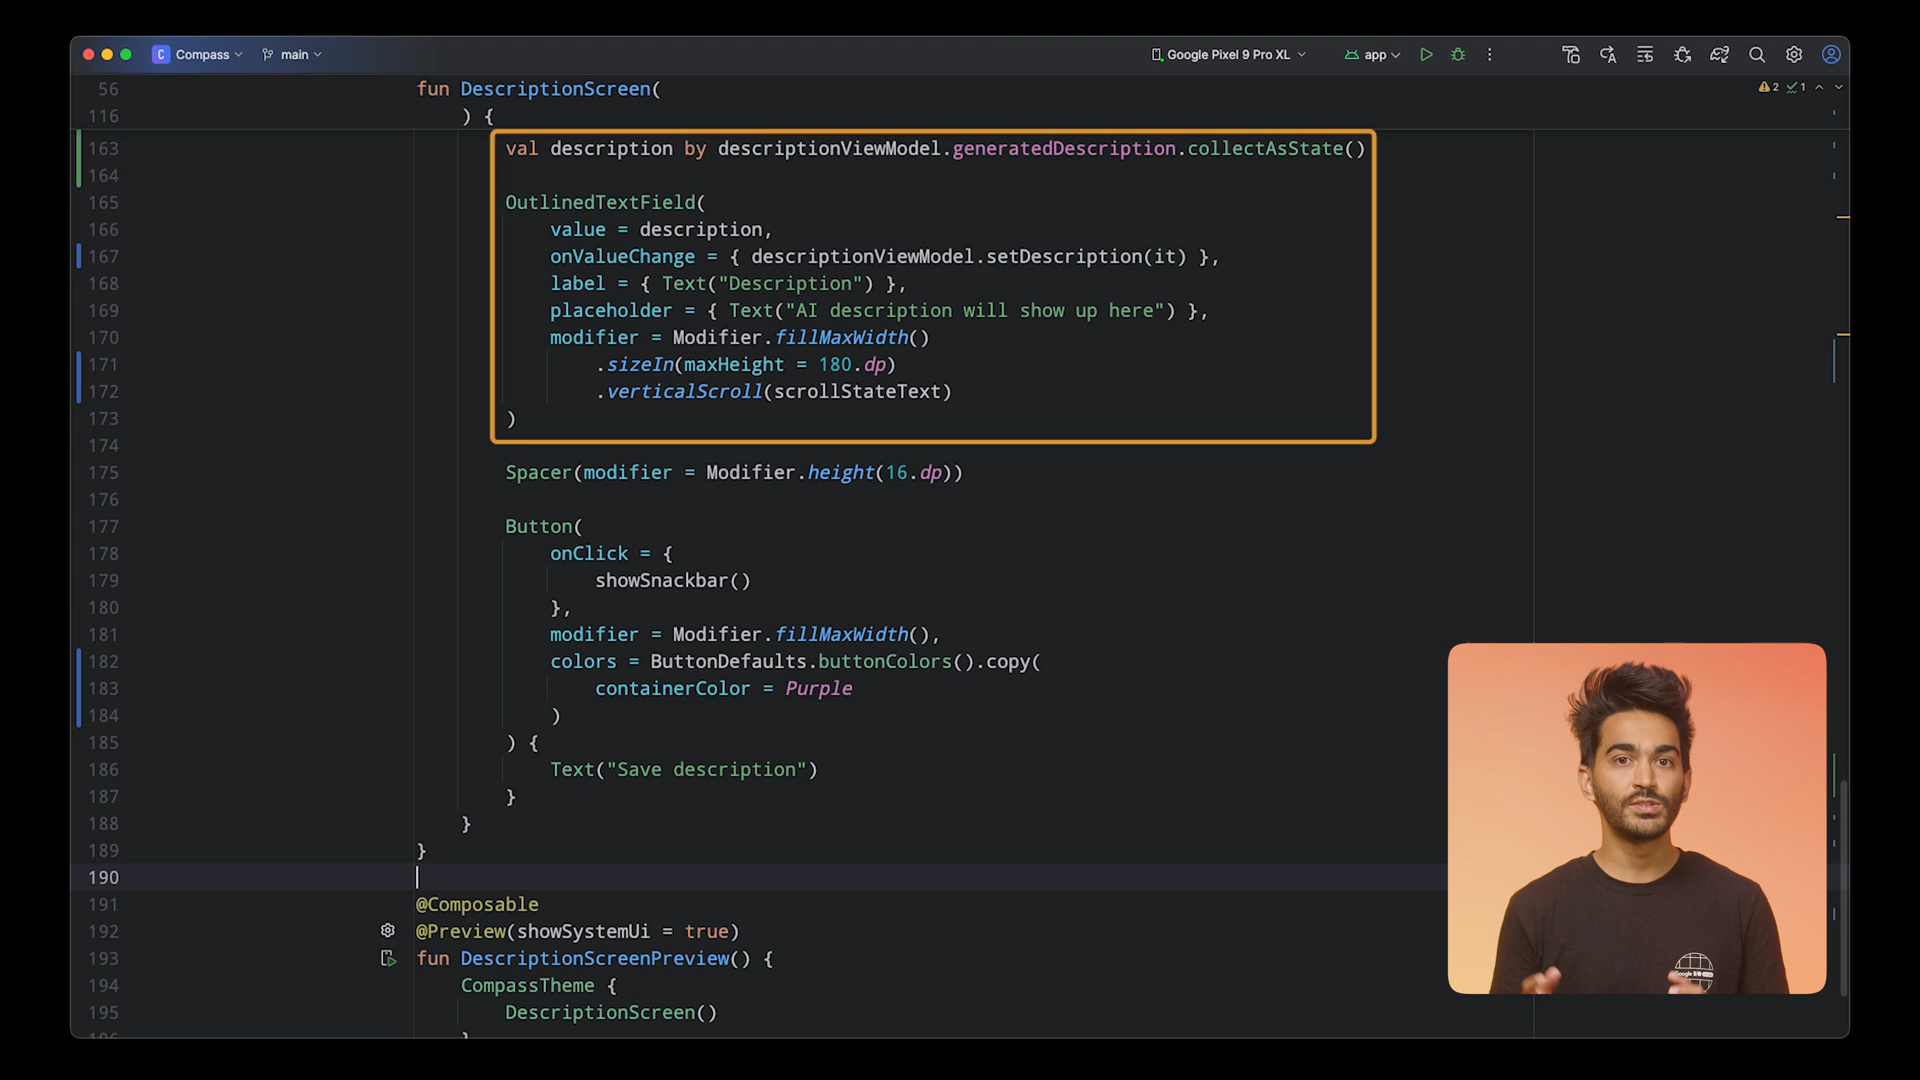 C Compass main Google Pixel 9 Pro XL app
56 fun DescriptionScreen( 2 1
116 ) {
163 val description by descriptionViewModel.generatedDescription.collectAsState()
164
165 OutlinedTextField(
166 value = description,
167 onValueChange = { descriptionViewModel.setDescription(it) },
168 label = { Text("Description") },
169 placeholder = { Text("AI description will show up here") },
170 modifier = Modifier.fillMaxWidth()
171 .sizeIn(maxHeight = 180.dp)
172 .verticalScroll(scrollStateText)
173 )
174
175 Spacer(modifier = Modifier.height(16.dp))
176
177 Button(
178 onClick = {
179 showSnackbar()
180 },
181 modifier = Modifier.fillMaxWidth(),
182 colors = ButtonDefaults.buttonColors().copy(
183 containerColor = Purple
184 )
185 ) {
186 Text("Save description")
187 }
188 }
189 }
190
191 @Composable
192 @Preview(showSystemUi = true)
193 fun DescriptionScreenPreview() {
194 CompassTheme {
195 DescriptionScreen()